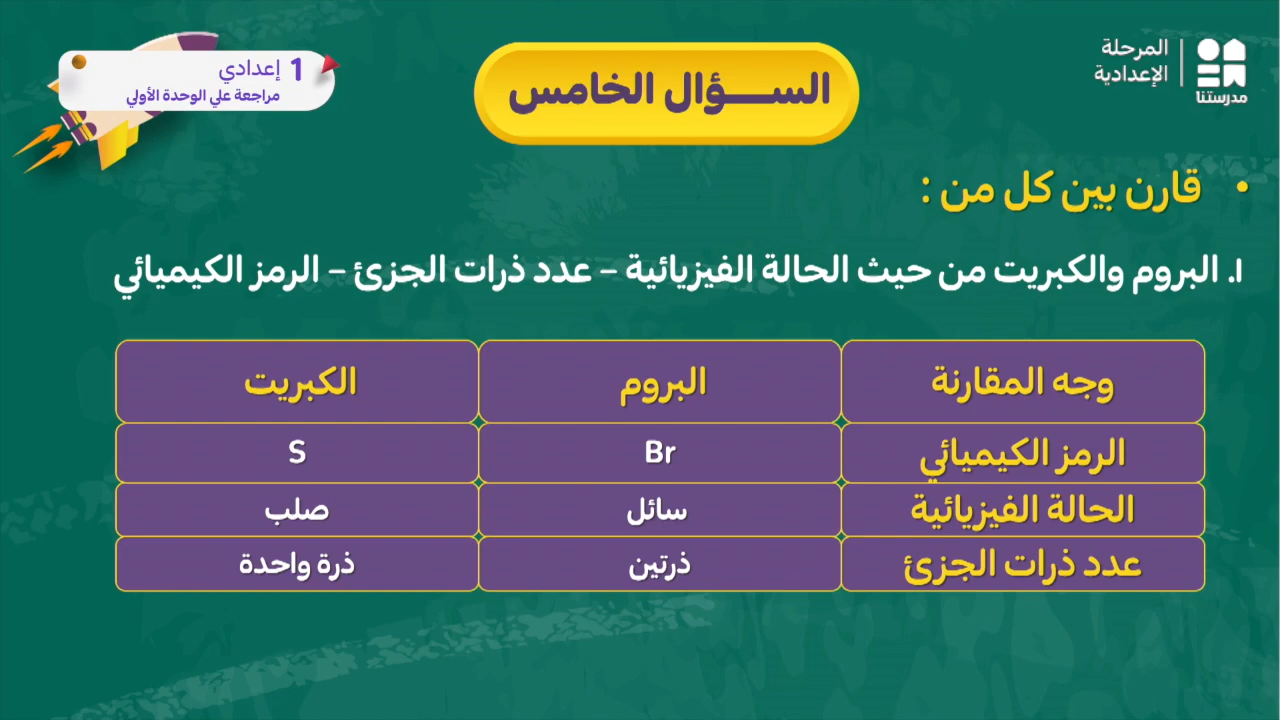 المرحلة
الإعدادية
مدرستنا
1 إعدادي
مراجعة علي الوحدة الأولي
الســـؤال الخامس
• قارن بين كل من :
١. البروم والكبريت من حيث الحالة الفيزيائية – عدد ذرات الجزئ – الرمز الكيميائي
وجه المقارنة البروم الكبريت
الرمز الكيميائي Br S
الحالة الفيزيائية سائل صلب
عدد ذرات الجزئ ذرتين ذرة واحدة